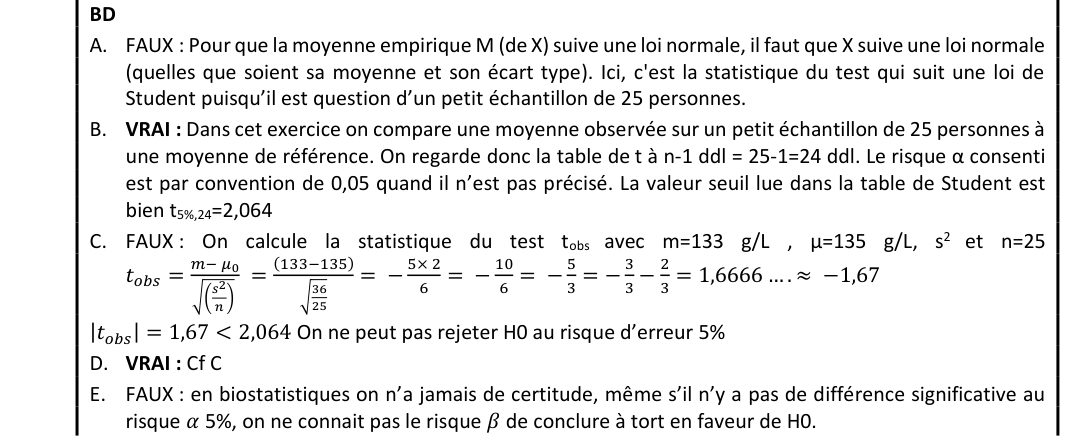 BD
A. FAUX : Pour que la moyenne empirique M (de X) suive une loi normale, il faut que X suive une loi normale
(quelles que soient sa moyenne et son écart type). Ici, c'est la statistique du test qui suit une loi de
Student puisqu'il est question d'un petit échantillon de 25 personnes.
B. VRAI : Dans cet exercice on compare une moyenne observée sur un petit échantillon de 25 personnes à
une moyenne de référence. On regarde donc la table de t à n-1 ddl = 25-1=24 ddl. Le risque α consenti
est par convention de 0,05 quand il n'est pas précisé. La valeur seuil lue dans la table de Student est
bien t5%,24=2,064
C. FAUX : On calcule la statistique du test tobs avec m=133 g/L , μ=135 g/L, s² et n=25
tobs = (m− μ0)/√((s²/n)) = (133−135)/√(36/25) = − (5× 2)/6 = − 10/6 = − 5/3 = − 3/3 − 2/3 = 1,6666 .... ≈ −1,67
|tobs| = 1,67 < 2,064 On ne peut pas rejeter H0 au risque d'erreur 5%
D. VRAI : Cf C
E. FAUX : en biostatistiques on n'a jamais de certitude, même s'il n'y a pas de différence significative au
risque α 5%, on ne connait pas le risque β de conclure à tort en faveur de H0.